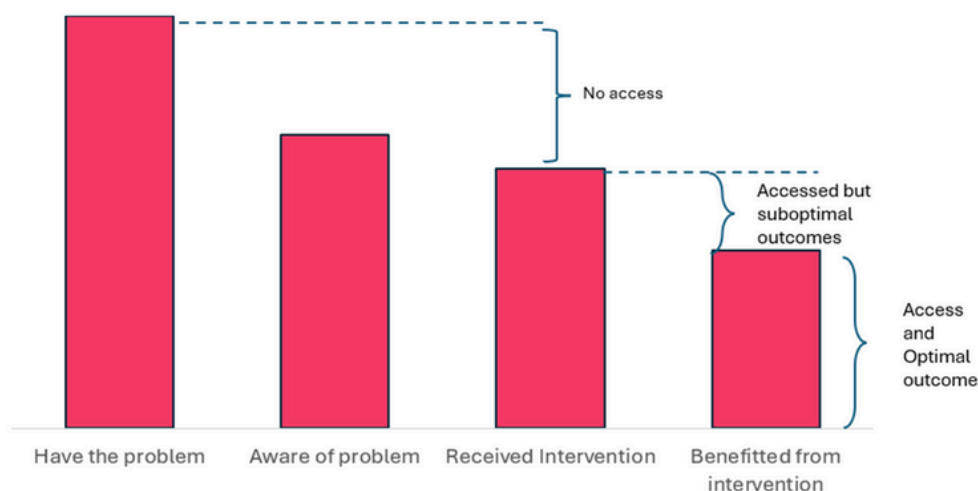 No access
Accessed but
suboptimal
outcomes
Access
and
Optimal
outcome
Have the problem
Aware of problem
Received Intervention
Benefitted from
intervention